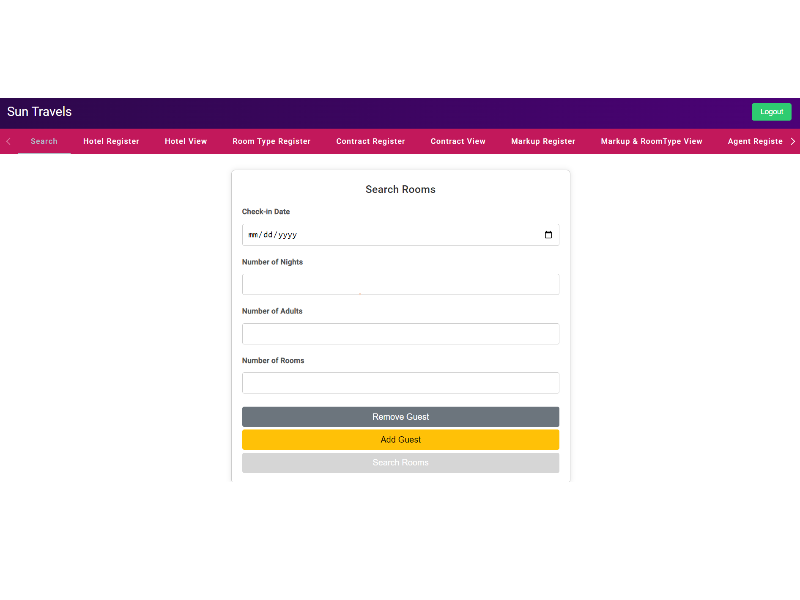 Sun Travels
Logout
Search Hotel Register Hotel View Room Type Register Contract Register Contract View Markup Register Markup & RoomType View Agent Registe
Search Rooms
Check-in Date
mm/dd/yyyy
Number of Nights
Number of Adults
Number of Rooms
Remove Guest
Add Guest
Search Rooms